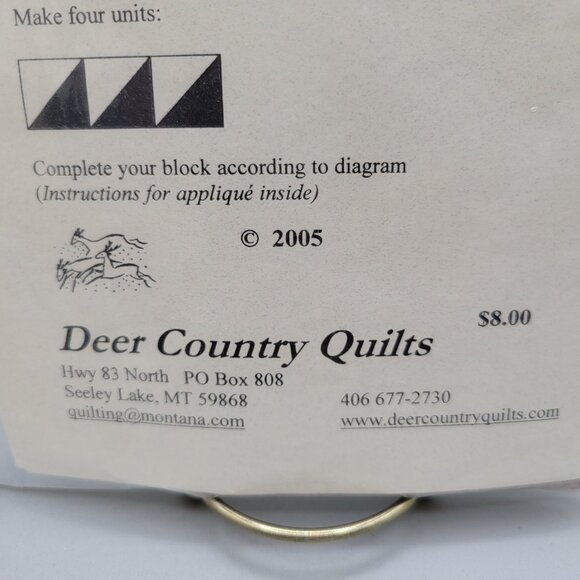 Make four units:
Complete your block according to diagram
(Instructions for appliqué inside)
© 2005
$8.00
Deer Country Quilts
Hwy 83 North PO Box 808
Seeley Lake, MT 59868
406 677-2730
quilting@montana.com
www.deercountryquilts.com